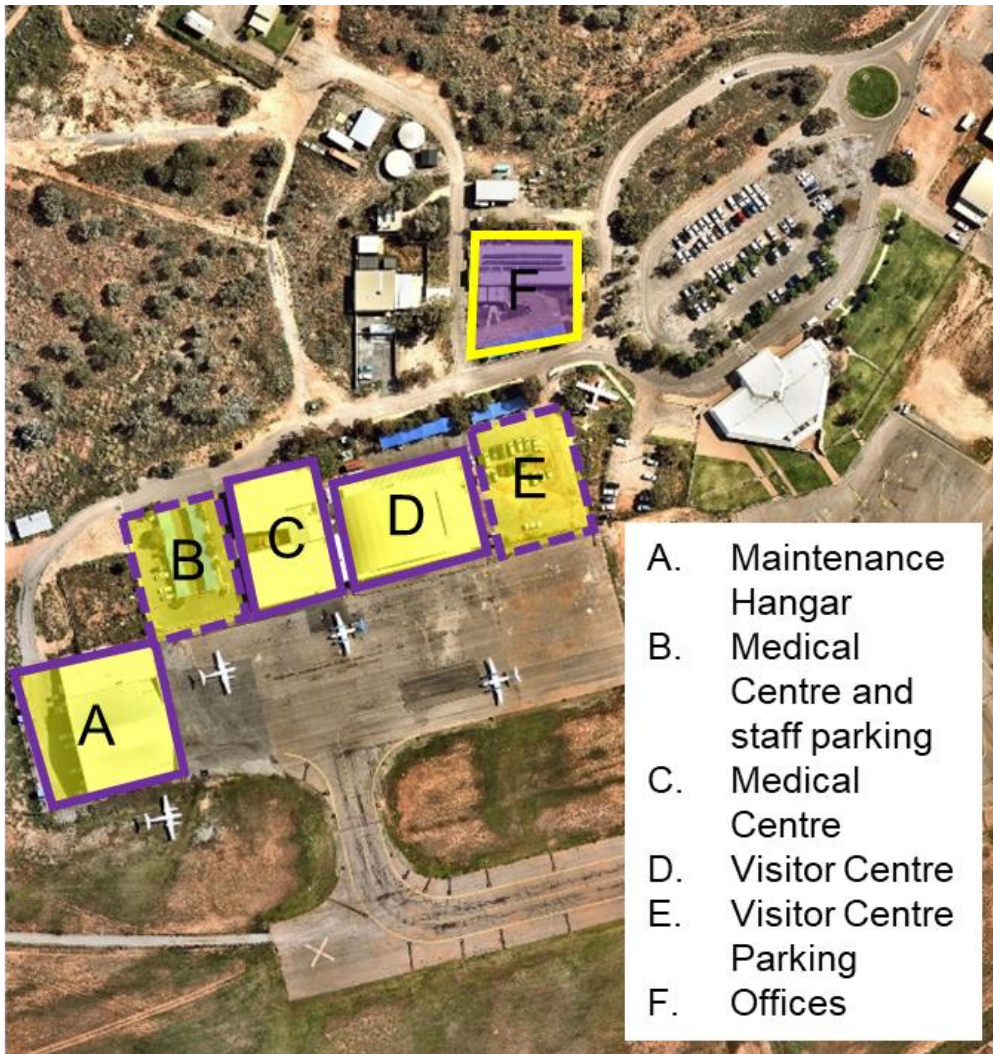 F
E
D
C
B
A
A. Maintenance
Hangar
B. Medical
Centre and
staff parking
C. Medical
Centre
D. Visitor Centre
E. Visitor Centre
Parking
F. Offices